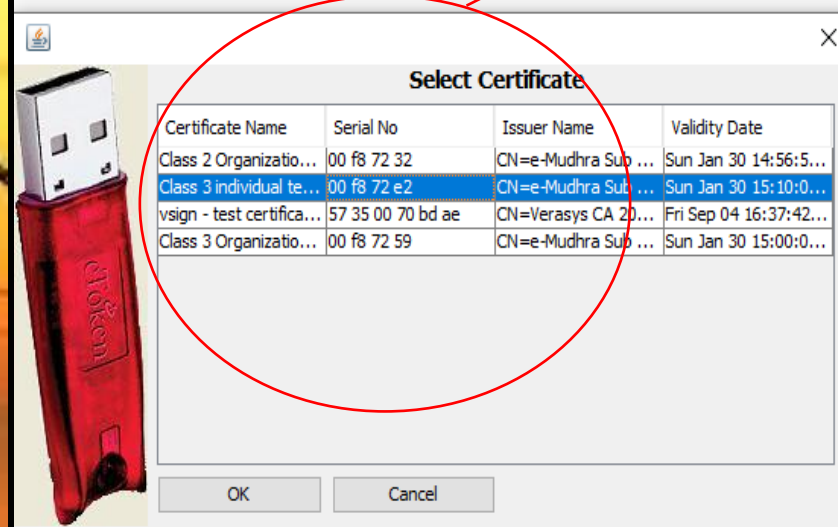 Select Certificate
Certificate Name Serial No Issuer Name Validity Date
Class 2 Organizatio... 00 f8 72 32 CN=e-Mudhra Sub ... Sun Jan 30 14:56:5...
Class 3 individual te... 00 f8 72 e2 CN=e-Mudhra Sub ... Sun Jan 30 15:10:0...
vsign - test certifica... 57 35 00 70 bd ae CN=Verasys CA 20... Fri Sep 04 16:37:42...
Class 3 Organizatio... 00 f8 72 59 CN=e-Mudhra Sub ... Sun Jan 30 15:00:0...
eToken
OK Cancel